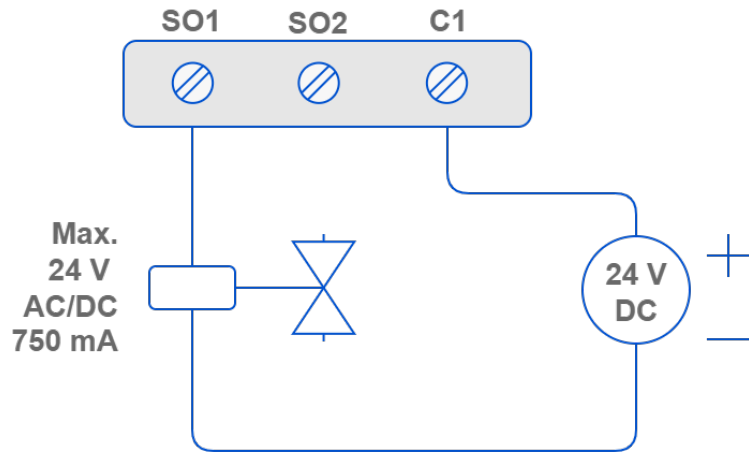 SO1 SO2 C1
Max.
24 V
AC/DC
750 mA
24 V
DC
+
−